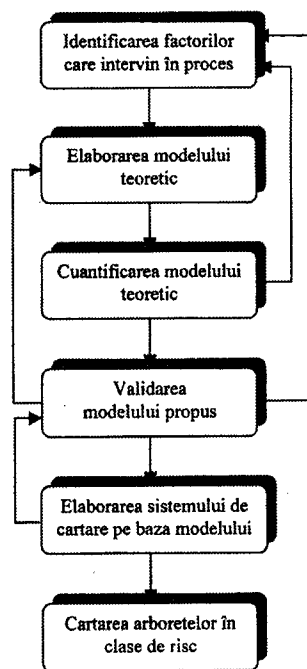 Identificarea factorilor
care intervin în proces
Elaborarea modelului
teoretic
Cuantificarea modelului
teoretic
Validarea
modelului propus
Elaborarea sistemului de
cartare pe baza modelului
Cartarea arboretelor în
clase de risc